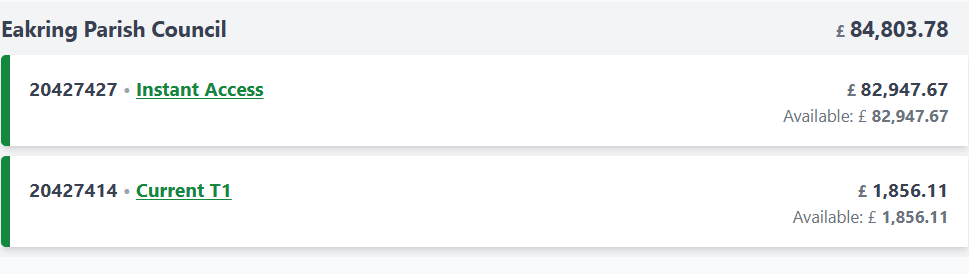 Eakring Parish Council £ 84,803.78
20427427 • Instant Access £ 82,947.67
Available: £ 82,947.67
20427414 • Current T1 £ 1,856.11
Available: £ 1,856.11